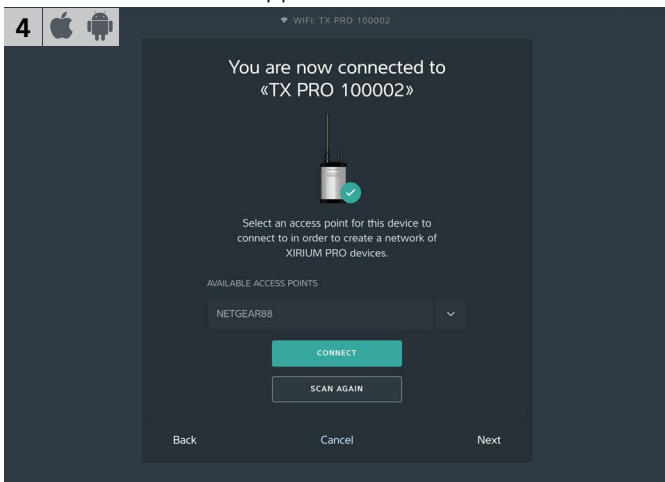 4
WIFI: TX PRO 100002
You are now connected to
«TX PRO 100002»
Select an access point for this device to
connect to in order to create a network of
XIRIUM PRO devices.
AVAILABLE ACCESS POINTS
NETGEAR88
CONNECT
SCAN AGAIN
Back Cancel Next